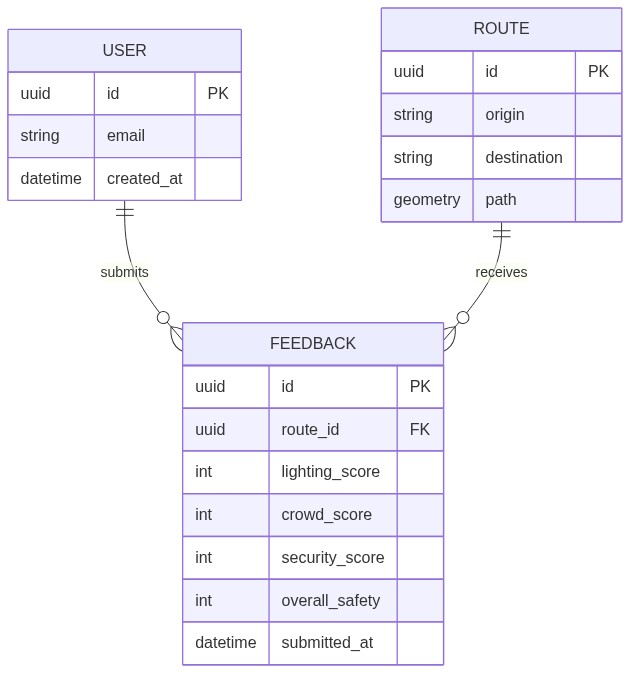 USER
uuid id PK
string email
datetime created_at
ROUTE
uuid id PK
string origin
string destination
geometry path
submits
receives
FEEDBACK
uuid id PK
uuid route_id FK
int lighting_score
int crowd_score
int security_score
int overall_safety
datetime submitted_at